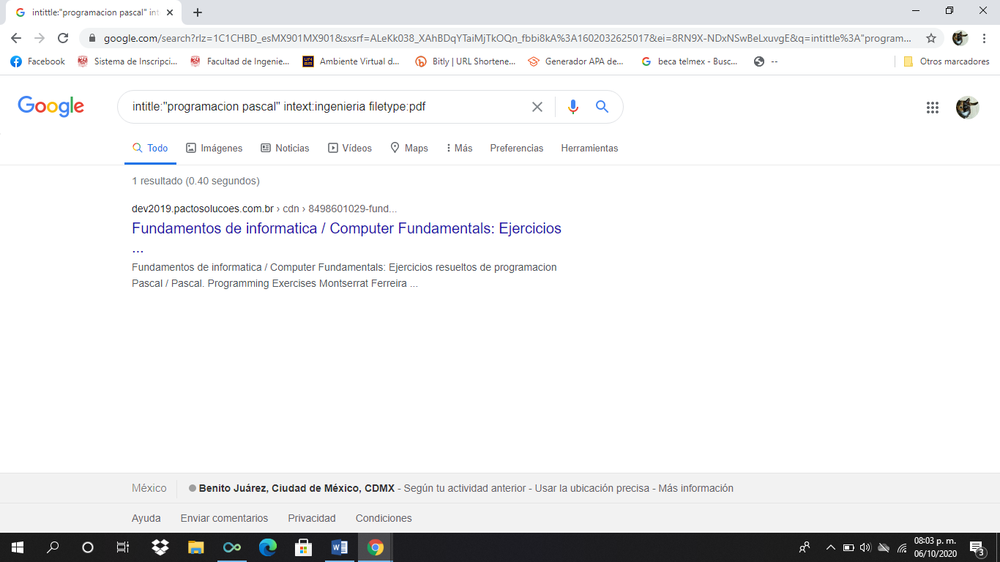 intittle:"programacion pascal" int
google.com/search?rlz=1C1CHBD_esMX901MX901&sxsrf=ALeKk038_XAhBDqYTaiMjTkOQn_fbbi8kA%3A1602032625017&ei=8RN9X-NDxNSwBeLxuvgE&q=intittle%3A"program...
Facebook Sistema de Inscripci... Facultad de Ingenie... UNAM Ambiente Virtual d... Bitly | URL Shortene... Generador APA de... beca telmex - Busc... -- Otros marcadores
Google intitle:"programacion pascal" intext:ingenieria filetype:pdf
Todo Imágenes Noticias Vídeos Maps Más Preferencias Herramientas
1 resultado (0.40 segundos)
dev2019.pactosolucoes.com.br › cdn › 8498601029-fund...
Fundamentos de informatica / Computer Fundamentals: Ejercicios
...
Fundamentos de informatica / Computer Fundamentals: Ejercicios resueltos de programacion
Pascal / Pascal. Programming Exercises Montserrat Ferreira ...
México Benito Juárez, Ciudad de México, CDMX - Según tu actividad anterior - Usar la ubicación precisa - Más información
Ayuda Enviar comentarios Privacidad Condiciones
08:03 p. m.
06/10/2020
3